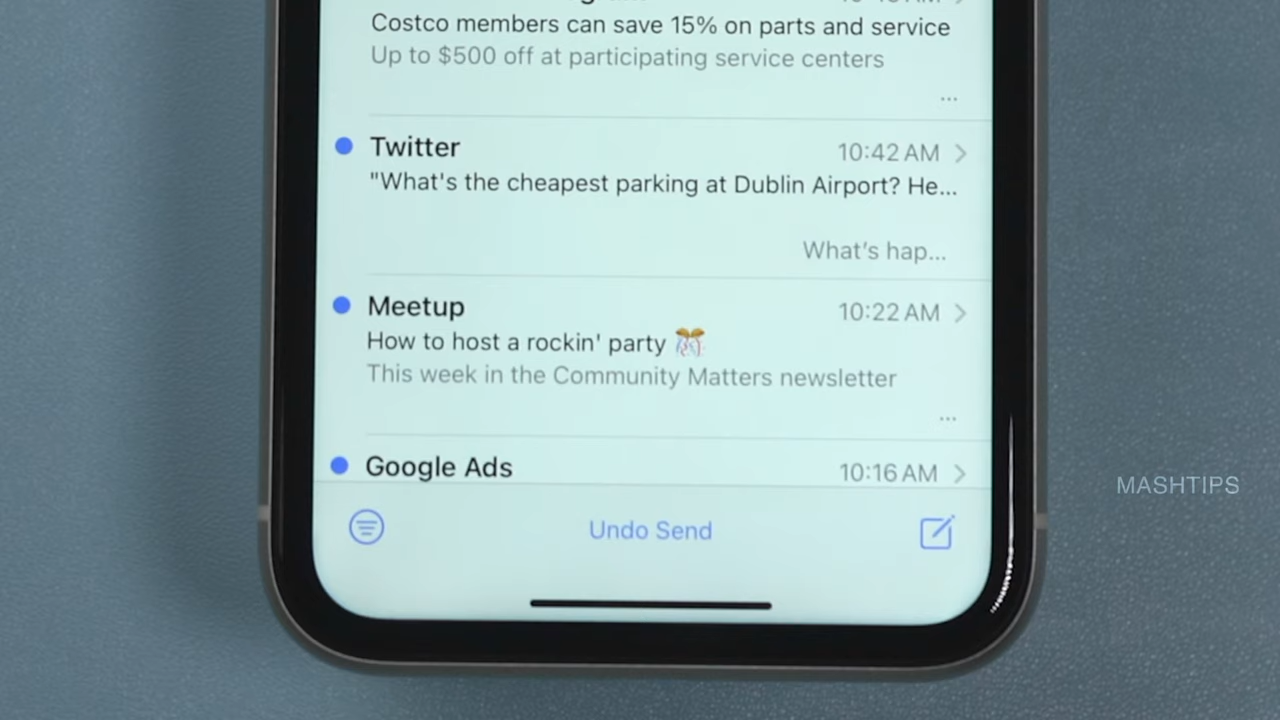 Costco members can save 15% on parts and service
Up to $500 off at participating service centers
...
Twitter
10:42 AM
"What's the cheapest parking at Dublin Airport? He...
What's hap...
Meetup
10:22 AM
How to host a rockin' party 🎊
This week in the Community Matters newsletter
...
Google Ads
10:16 AM
Undo Send
MASHTIPS